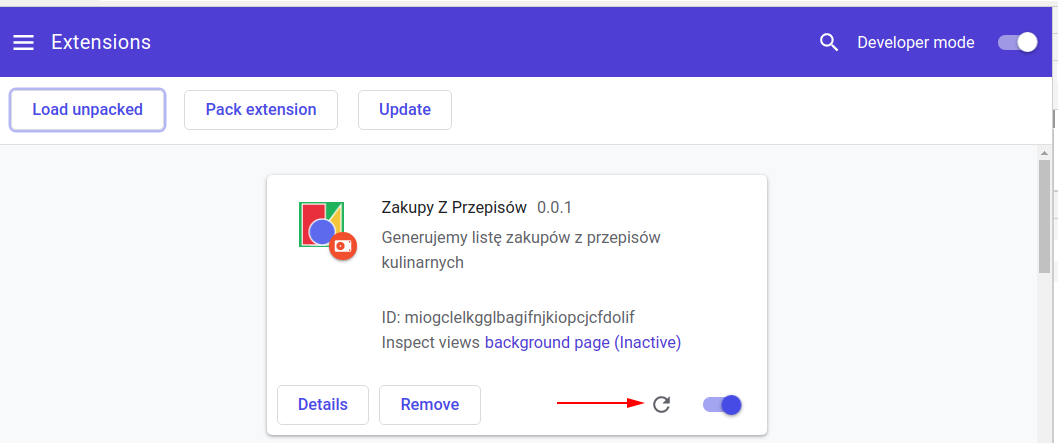 Extensions
Developer mode
Load unpacked
Pack extension
Update
Zakupy Z Przepisów 0.0.1
Generujemy listę zakupów z przepisów
kulinarnych
ID: miogclelkgglbagifnjkiopcjcfdolif
Inspect views background page (Inactive)
Details
Remove